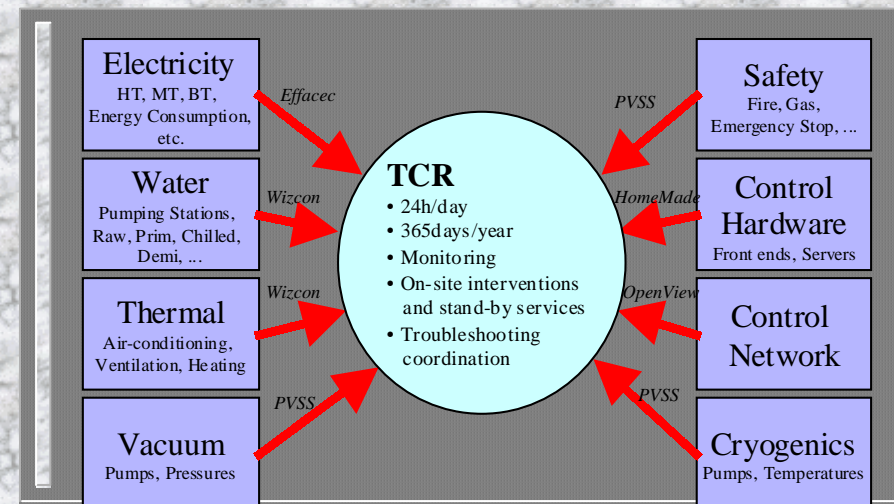 Electricity
HT, MT, BT,
Energy Consumption,
etc.
Effacec
Water
Pumping Stations,
Raw, Prim, Chilled,
Demi, ...
Wizcon
Thermal
Air-conditioning,
Ventilation, Heating
Wizcon
Vacuum
Pumps, Pressures
PVSS
TCR
• 24h/day
• 365days/year
• Monitoring
• On-site interventions
and stand-by services
• Troubleshooting
coordination
Safety
Fire, Gas,
Emergency Stop, ...
PVSS
Control
Hardware
Front ends, Servers
HomeMade
Control
Network
OpenView
Cryogenics
Pumps, Temperatures
PVSS